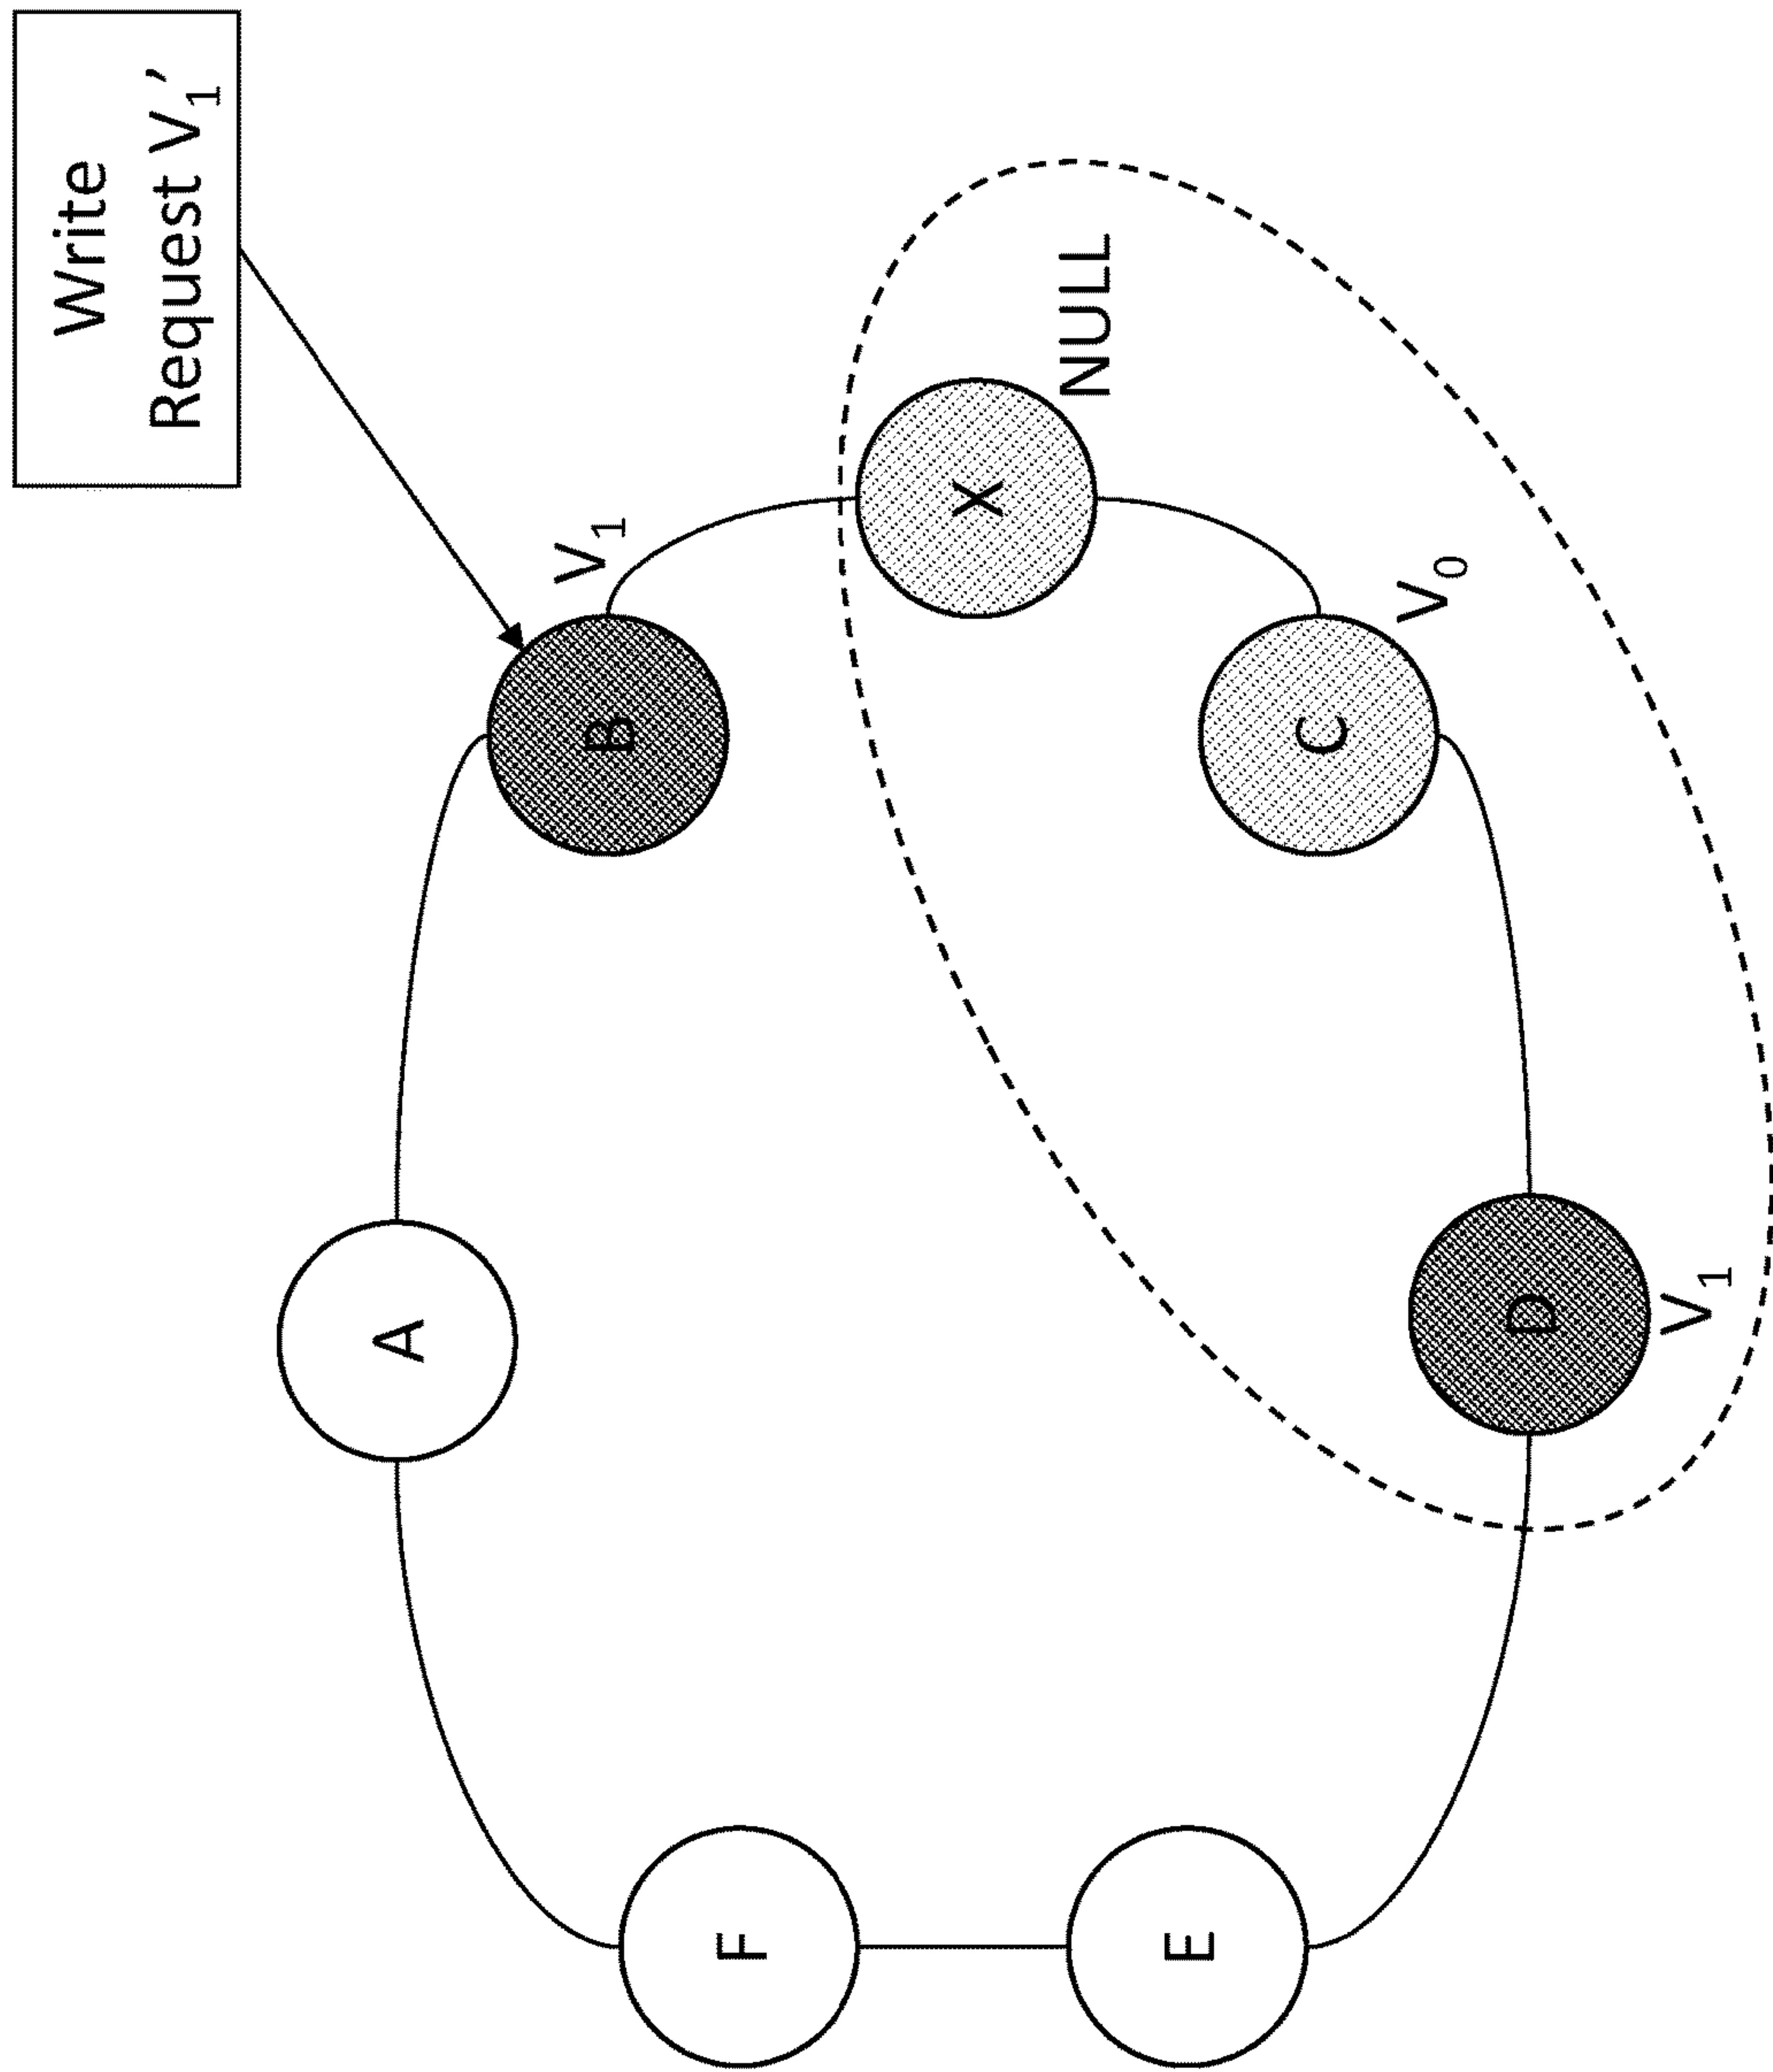 Write
Request V₁’
A
B V₁
F
X
NULL
E
C
V₀
D
V₁